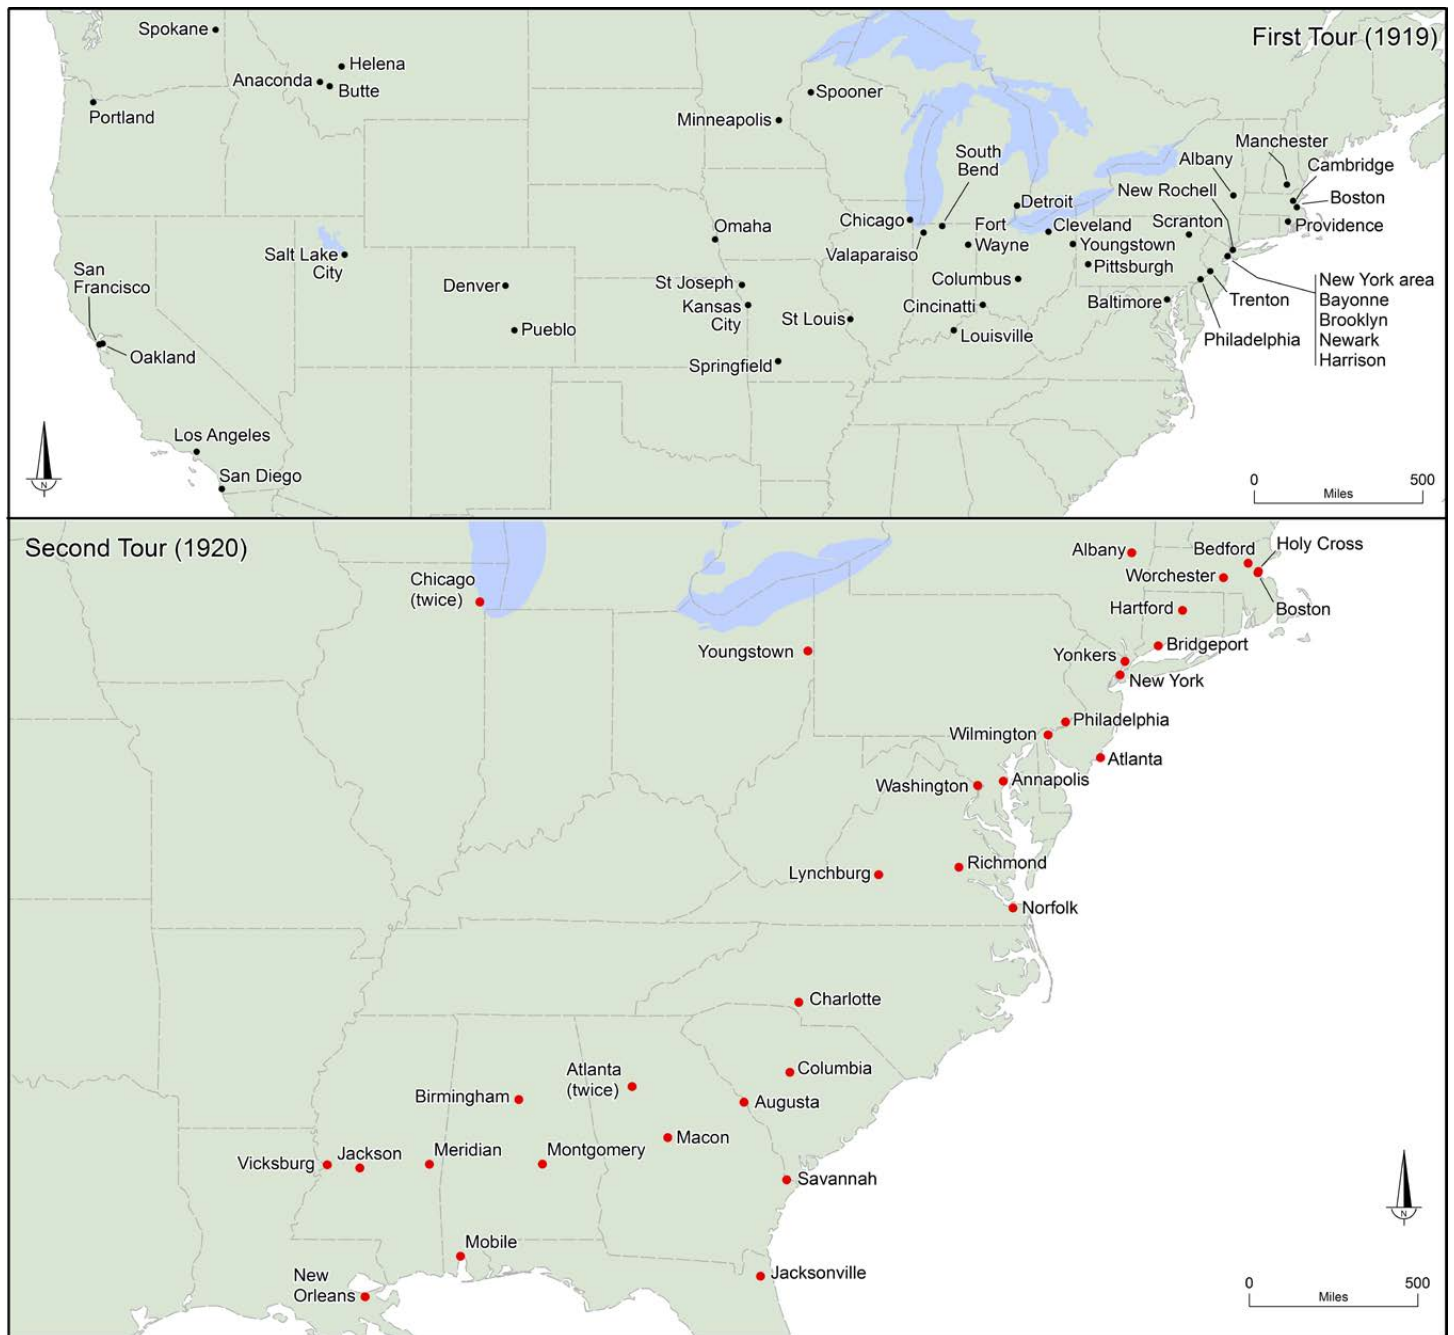 First Tour (1919)
Spokane
Helena
Anaconda
Butte
Portland
Spooner
Minneapolis
Manchester
South
Bend
Albany
Cambridge
New Rochell
Detroit
Boston
Omaha
Chicago
Fort
Wayne
Cleveland
Scranton
Providence
Youngstown
Valaparaiso
Salt Lake
City
San
Francisco
Pittsburgh
Denver
St Joseph
Columbus
New York area
Bayonne
Brooklyn
Newark
Harrison
Trenton
Baltimore
Kansas
City
Cincinatti
St Louis
Pueblo
Louisville
Philadelphia
Oakland
Springfield
Los Angeles
San Diego
N
0 500
Miles
Second Tour (1920)
Albany
Bedford
Holy Cross
Chicago
(twice)
Worchester
Hartford
Boston
Youngstown
Yonkers
Bridgeport
New York
Philadelphia
Wilmington
Atlanta
Washington
Annapolis
Lynchburg
Richmond
Norfolk
Charlotte
Atlanta
(twice)
Columbia
Birmingham
Augusta
Macon
Vicksburg
Jackson
Meridian
Montgomery
Savannah
Mobile
New
Orleans
Jacksonville
N
0 500
Miles